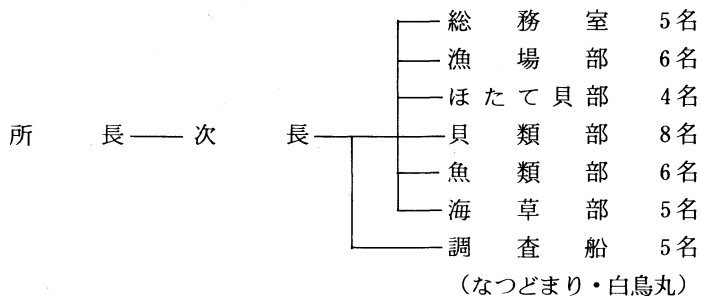 総務室 5名
漁場部 6名
ほたて貝部 4名
所長 次長 貝類部 8名
魚類部 6名
海草部 5名
調査船 5名
(なつどまり・白鳥丸)